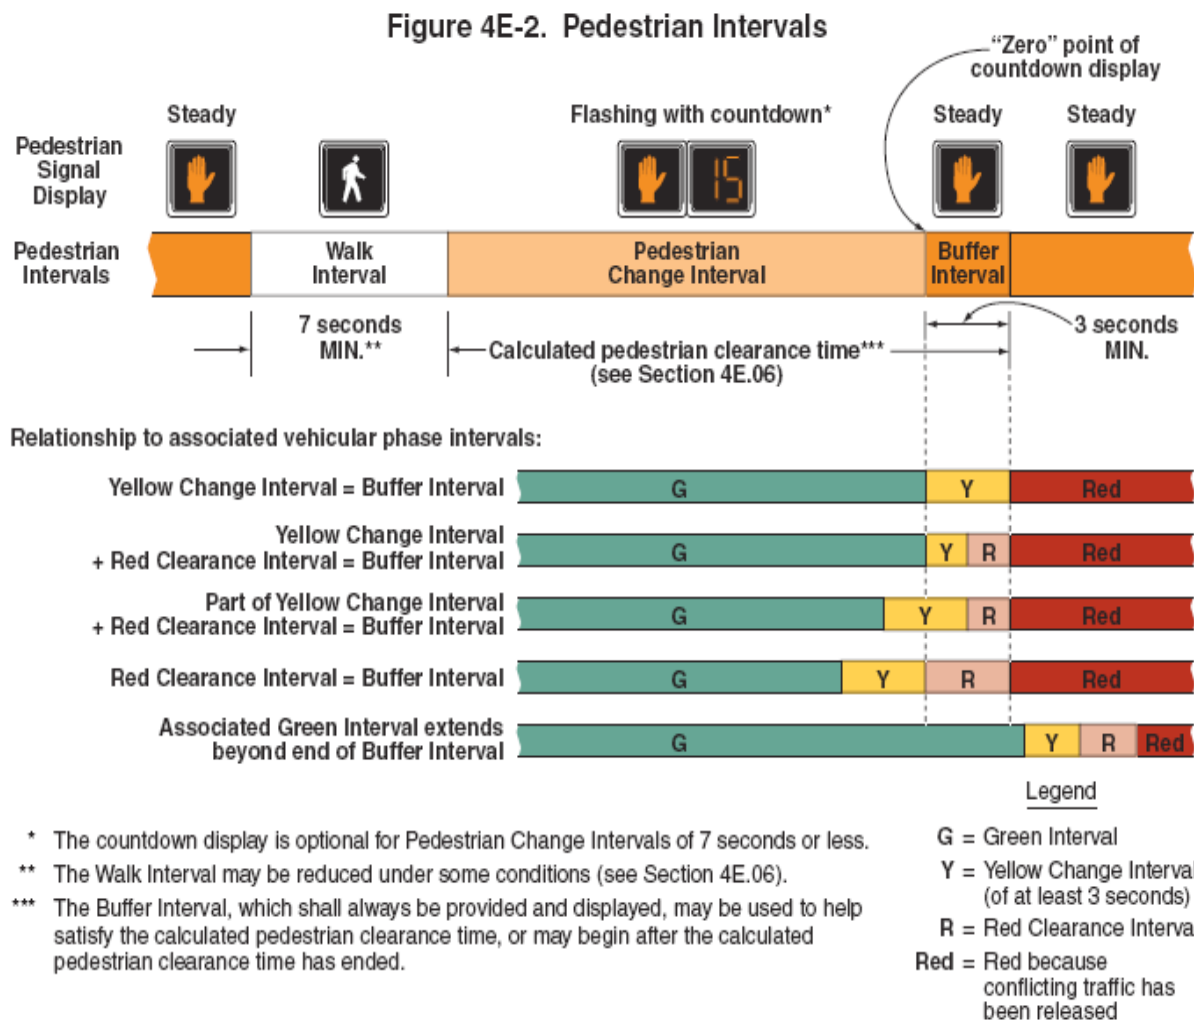 Figure 4E-2.  Pedestrian Intervals
“Zero” point of
countdown display
Steady
Flashing with countdown*
Steady
Steady
Pedestrian
Signal
Display
15
Pedestrian
Intervals
Walk
Interval
Pedestrian
Change Interval
Buffer
Interval
7 seconds
MIN.**
Calculated pedestrian clearance time***
(see Section 4E.06)
3 seconds
MIN.
Relationship to associated vehicular phase intervals:
Yellow Change Interval = Buffer Interval
G Y Red
Yellow Change Interval
+ Red Clearance Interval = Buffer Interval
G Y R Red
Part of Yellow Change Interval
+ Red Clearance Interval = Buffer Interval
G Y R Red
Red Clearance Interval = Buffer Interval
G Y R Red
Associated Green Interval extends
beyond end of Buffer Interval
G Y R Red
* The countdown display is optional for Pedestrian Change Intervals of 7 seconds or less.
** The Walk Interval may be reduced under some conditions (see Section 4E.06).
*** The Buffer Interval, which shall always be provided and displayed, may be used to help
satisfy the calculated pedestrian clearance time, or may begin after the calculated
pedestrian clearance time has ended.
Legend
G = Green Interval
Y = Yellow Change Interval
(of at least 3 seconds)
R = Red Clearance Interval
Red = Red because
conflicting traffic has
been released